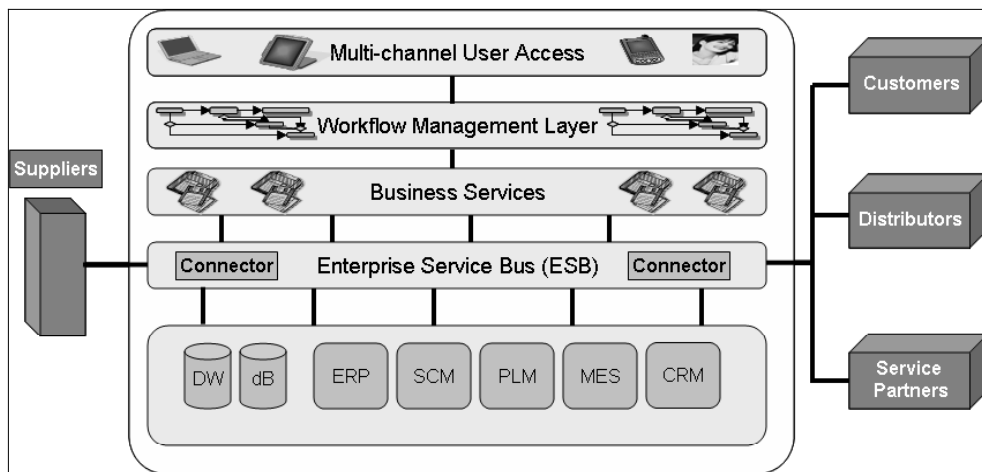 Multi-channel User Access
Workflow Management Layer
Business Services
Connector
Enterprise Service Bus (ESB)
Connector
DW
dB
ERP
SCM
PLM
MES
CRM
Suppliers
Customers
Distributors
Service
Partners